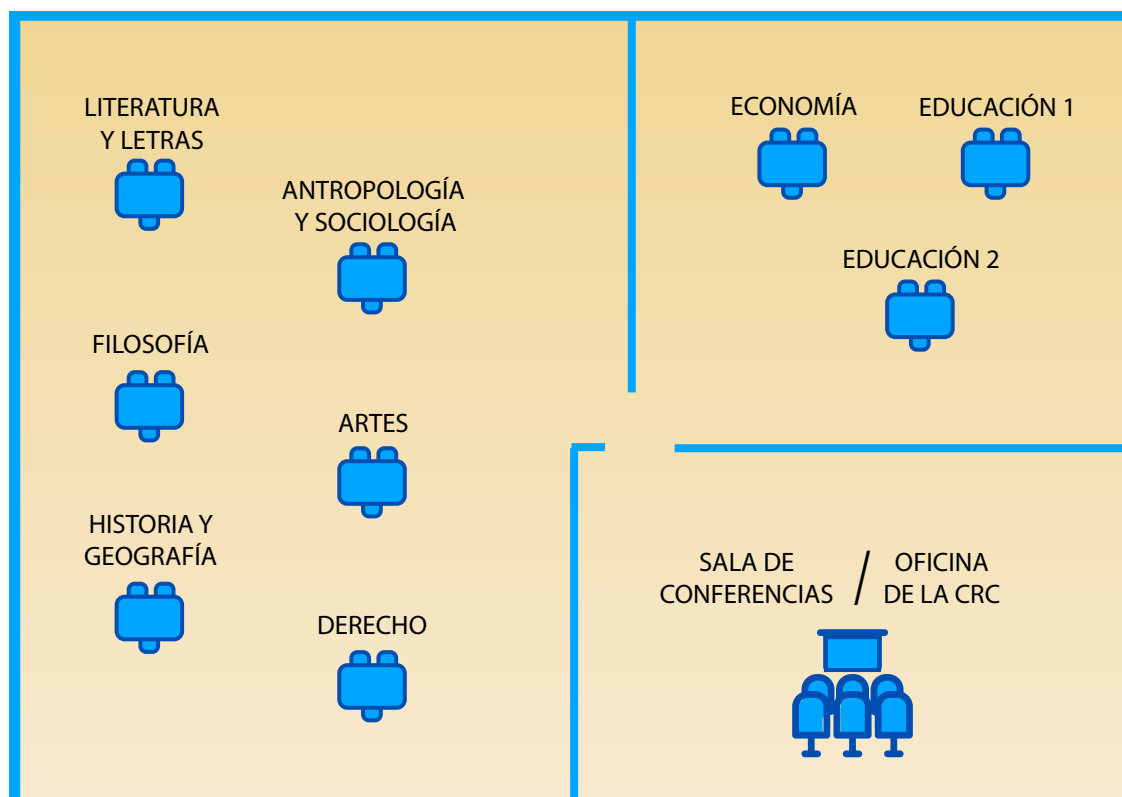 LITERATURA
Y LETRAS
ANTROPOLOGÍA
Y SOCIOLOGÍA
FILOSOFÍA
ARTES
HISTORIA Y
GEOGRAFÍA
DERECHO
ECONOMÍA
EDUCACIÓN 1
EDUCACIÓN 2
SALA DE
CONFERENCIAS
/
OFICINA
DE LA CRC